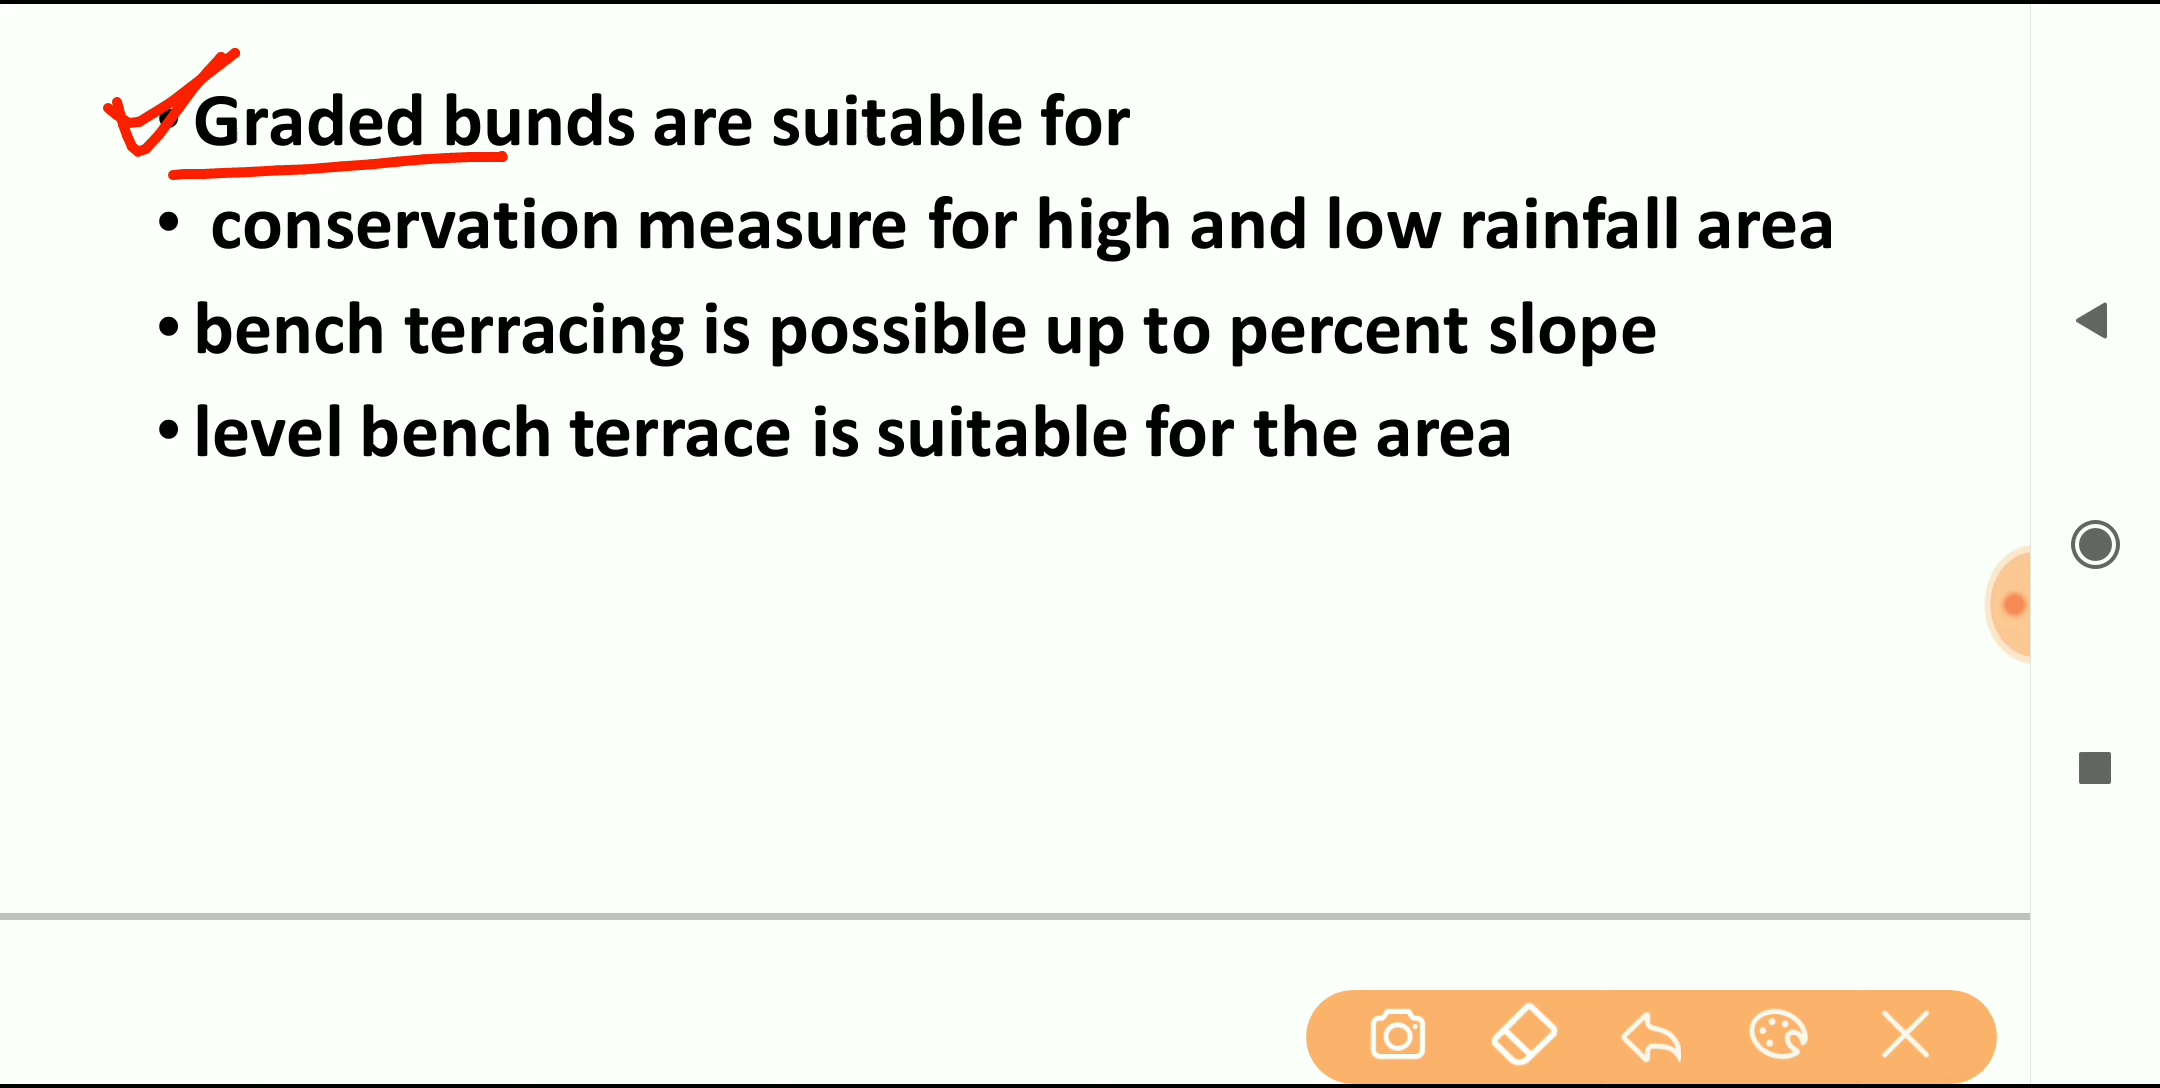 • Graded bunds are suitable for
• conservation measure for high and low rainfall area
• bench terracing is possible up to percent slope
• level bench terrace is suitable for the area